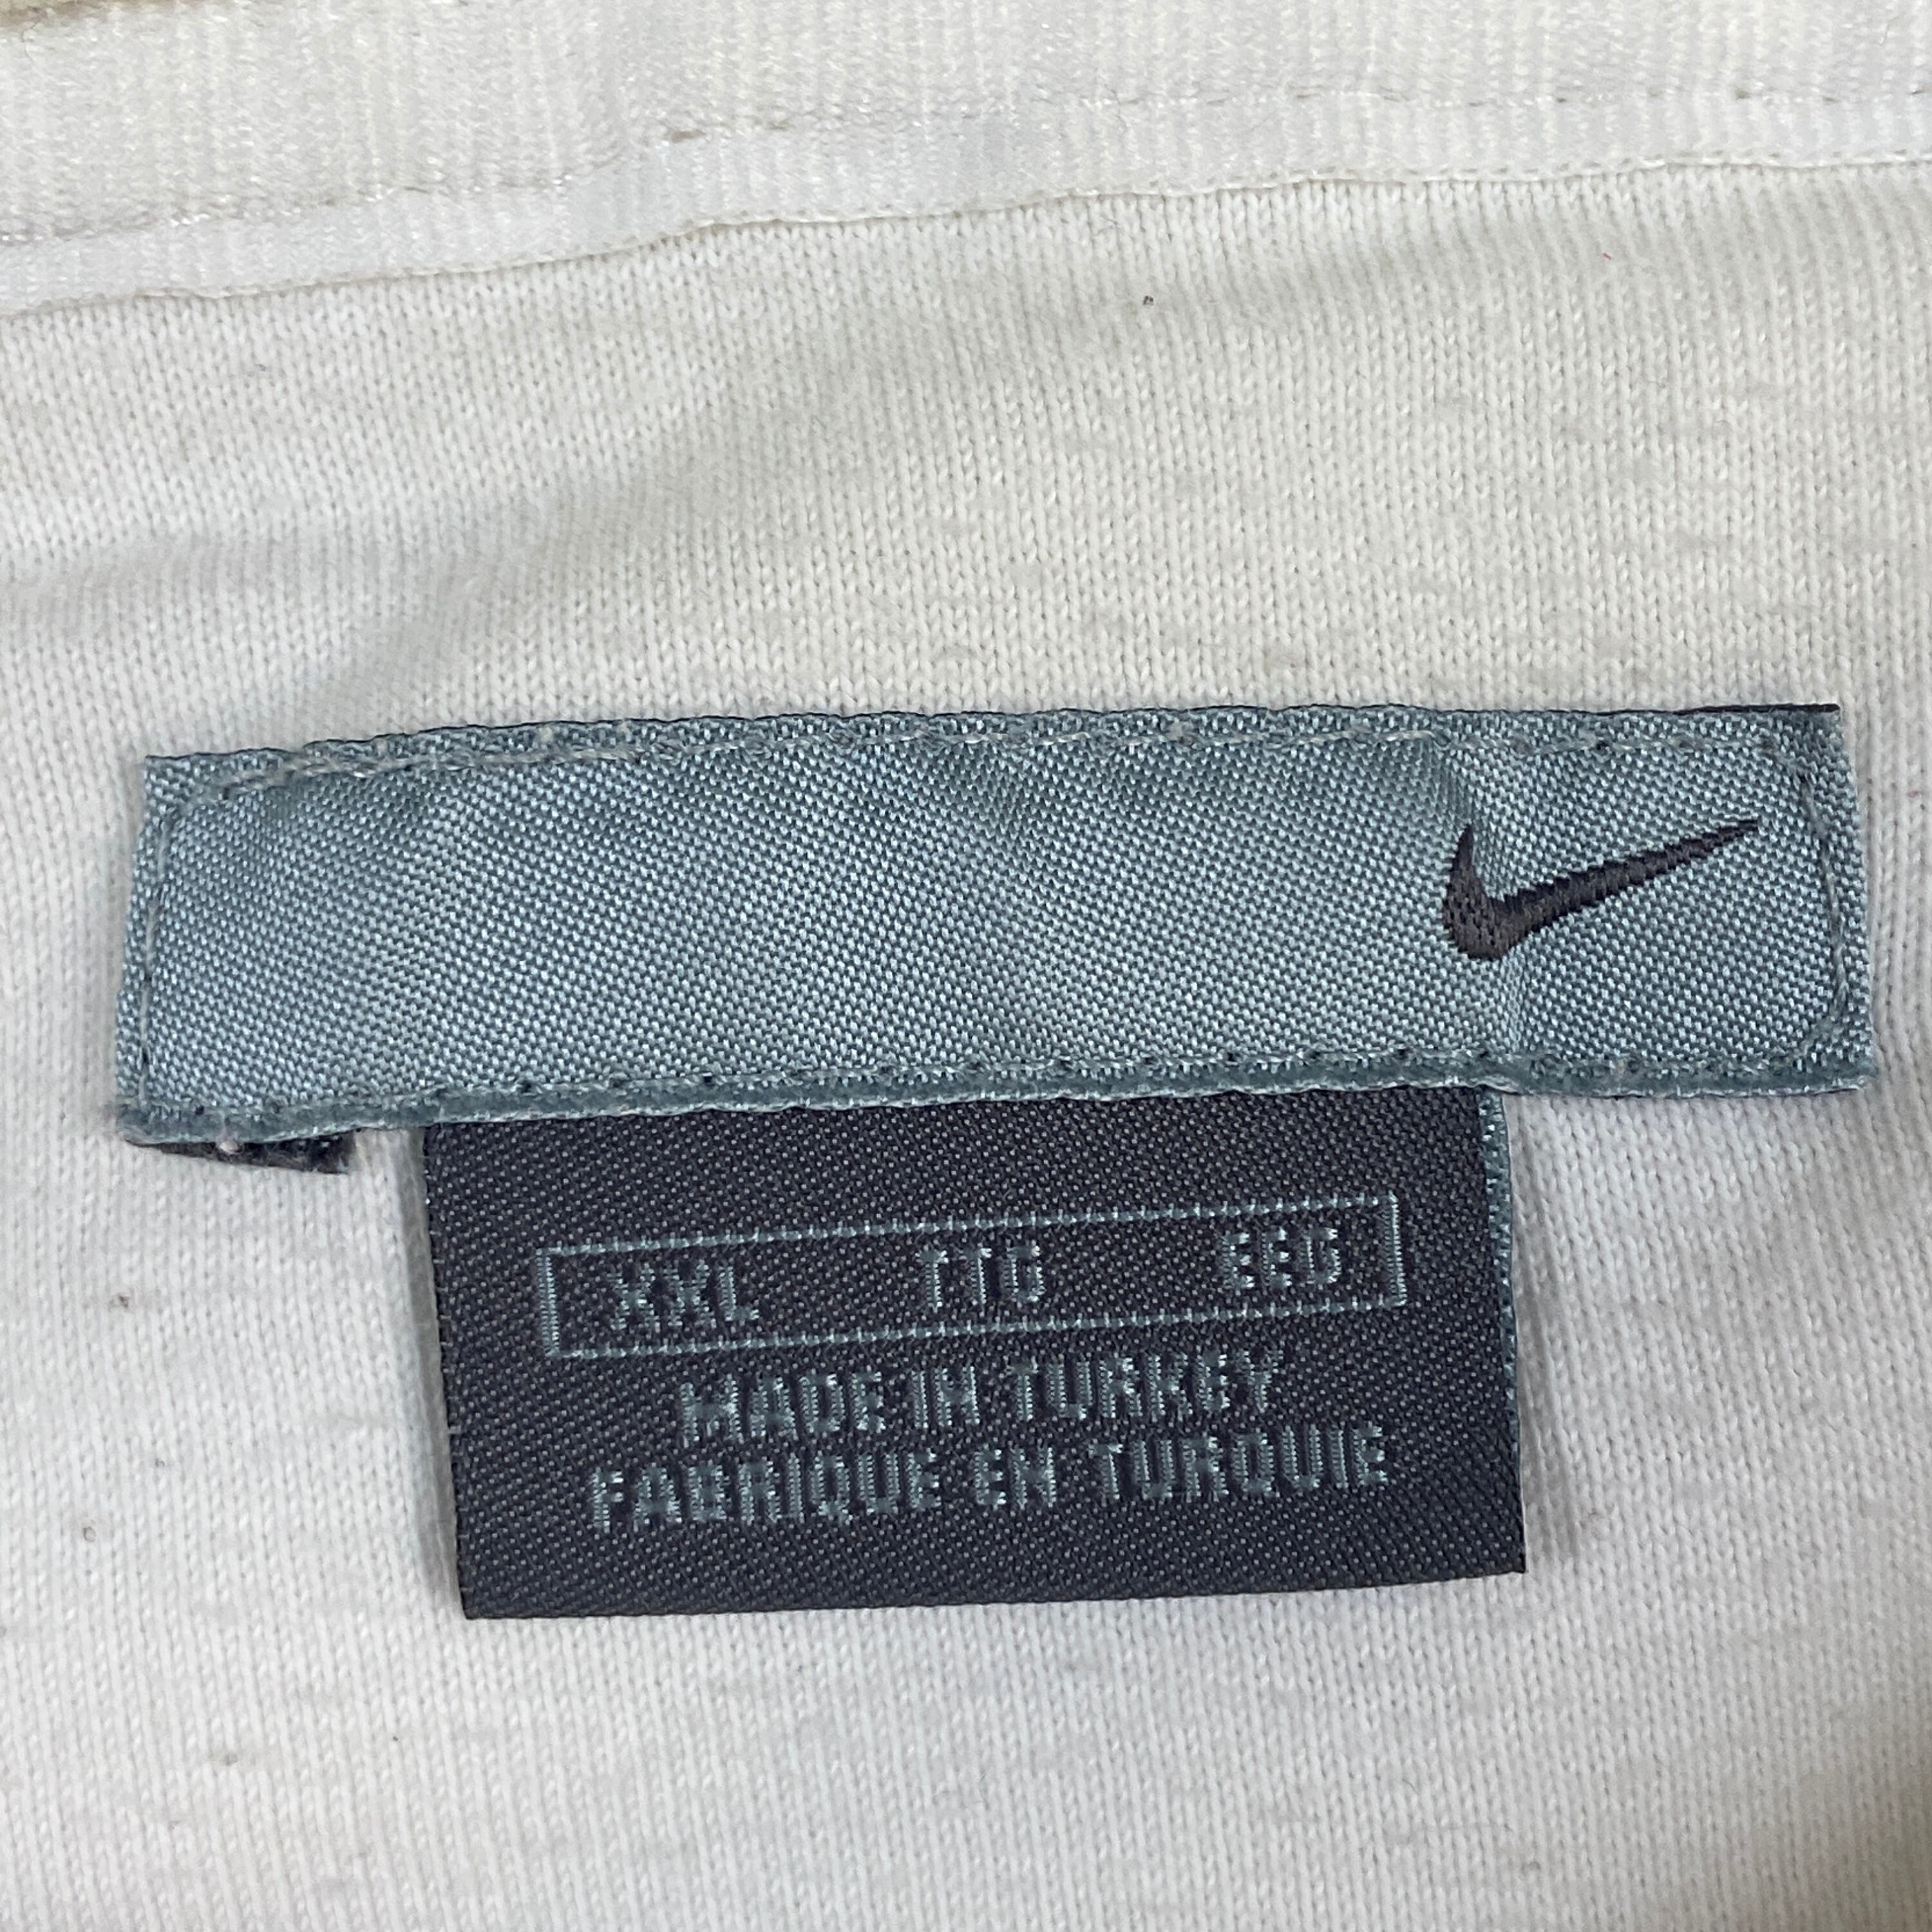 XXL TTG EEG
MADE IN TURKEY
FABRIQUE EN TURQUIE